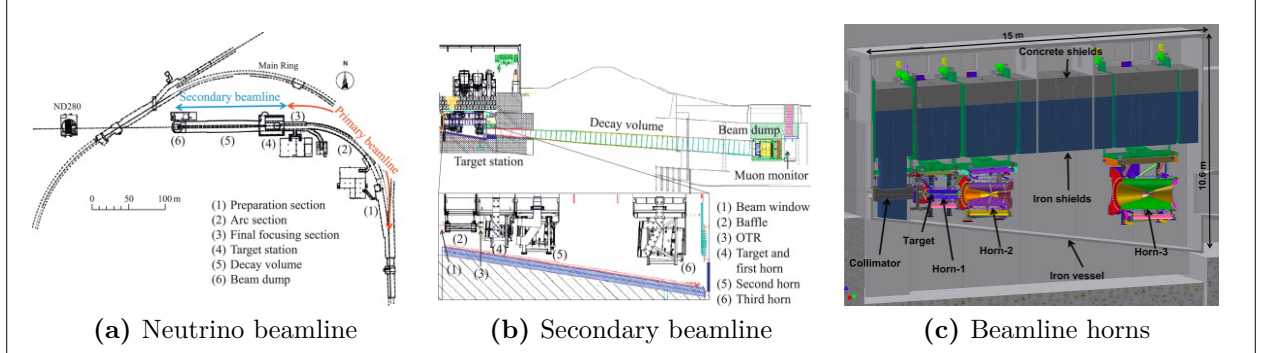 Main Ring
ND280
Secondary beamline
Primary beamline
(3)
(6)
(5)
(4)
(2)
(1)
0 50 100 m
(1) Preparation section
(2) Arc section
(3) Final focusing section
(4) Target station
(5) Decay volume
(6) Beam dump
(a) Neutrino beamline
Decay volume
Beam dump
Target station
Muon monitor
(1) Beam window
(2) Baffle
(3) OTR
(4) Target and
first horn
(5) Second horn
(6) Third horn
(2)
(4)
(5)
(1)
(3)
(6)
(b) Secondary beamline
15 m
Concrete shields
10.6 m
Iron shields
Target
Horn-2
Horn-3
Collimator
Horn-1
Iron vessel
(c) Beamline horns